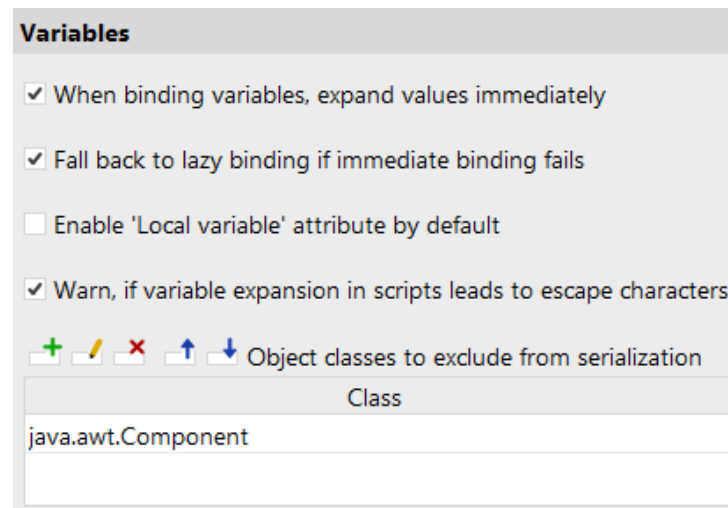 Variables
When binding variables, expand values immediately
Fall back to lazy binding if immediate binding fails
Enable 'Local variable' attribute by default
Warn, if variable expansion in scripts leads to escape characters
Object classes to exclude from serialization
Class
java.awt.Component